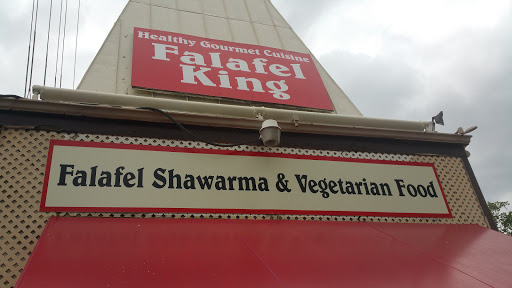 Healthy Gourmet Cuisine
Falafel
King
Falafel Shawarma & Vegetarian Food